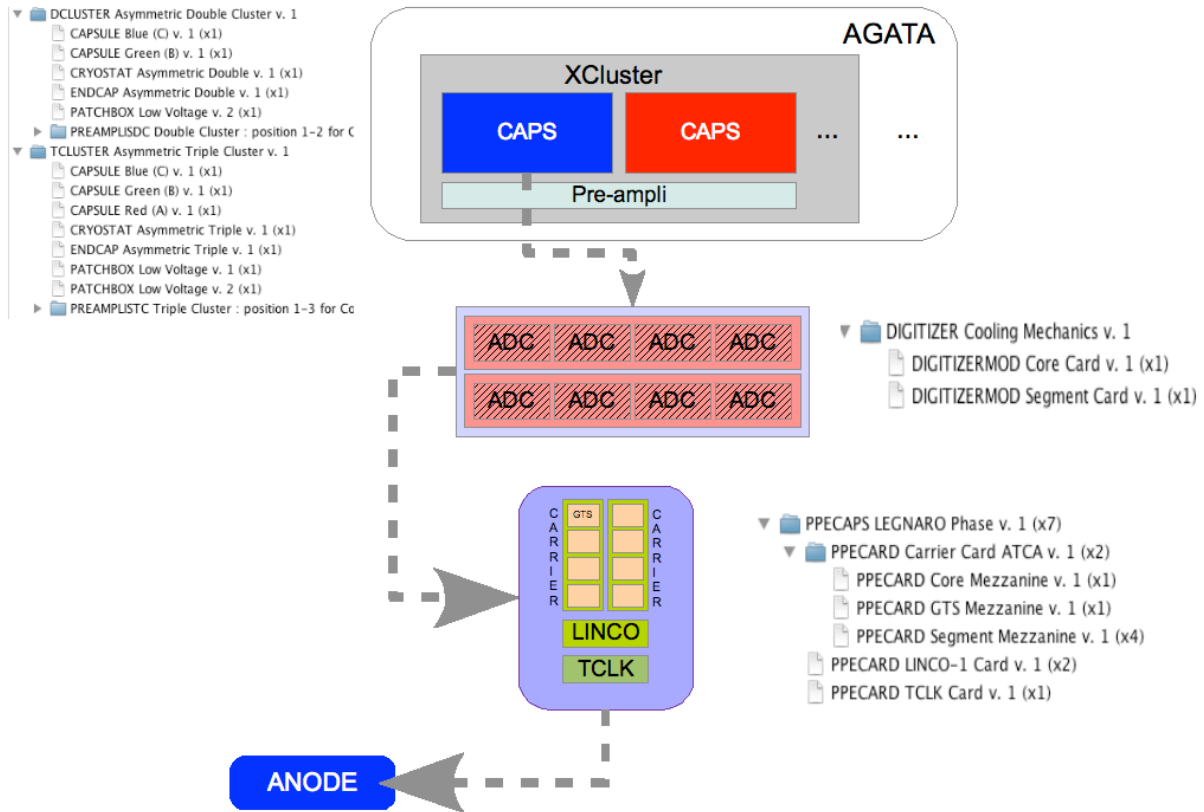 DCLUSTER Asymmetric Double Cluster v. 1
CAPSULE Blue (C) v. 1 (x1)
CAPSULE Green (B) v. 1 (x1)
CRYOSTAT Asymmetric Double v. 1 (x1)
ENDCAP Asymmetric Double v. 1 (x1)
PATCHBOX Low Voltage v. 2 (x1)
PREAMPLISDC Double Cluster : position 1-2 for C
TCLUSTER Asymmetric Triple Cluster v. 1
CAPSULE Blue (C) v. 1 (x1)
CAPSULE Green (B) v. 1 (x1)
CAPSULE Red (A) v. 1 (x1)
CRYOSTAT Asymmetric Triple v. 1 (x1)
ENDCAP Asymmetric Triple v. 1 (x1)
PATCHBOX Low Voltage v. 1 (x1)
PATCHBOX Low Voltage v. 2 (x1)
PREAMPLISTC Triple Cluster : position 1-3 for Co
AGATA
XCluster
CAPS CAPS ... ...
Pre-ampli
ADC ADC ADC ADC
ADC ADC ADC ADC
DIGITIZER Cooling Mechanics v. 1
DIGITIZERMOD Core Card v. 1 (x1)
DIGITIZERMOD Segment Card v. 1 (x1)
CARRIER
GTS
CARRIER
LINCO
TCLK
PPECAPS LEGNARO Phase v. 1 (x7)
PPECARD Carrier Card ATCA v. 1 (x2)
PPECARD Core Mezzanine v. 1 (x1)
PPECARD GTS Mezzanine v. 1 (x1)
PPECARD Segment Mezzanine v. 1 (x4)
PPECARD LINCO-1 Card v. 1 (x2)
PPECARD TCLK Card v. 1 (x1)
ANODE